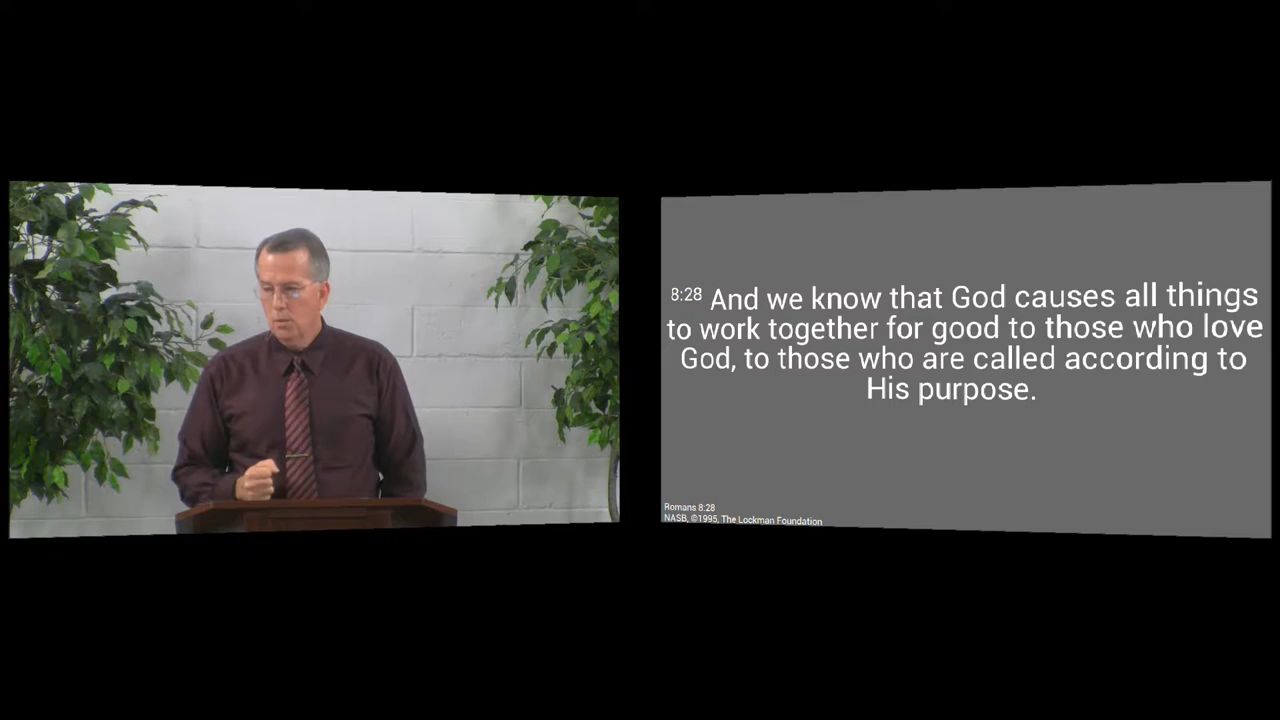 8:28 And we know that God causes all things
to work together for good to those who love
God, to those who are called according to
His purpose.
Romans 8:28
NASB, ©1995, The Lockman Foundation